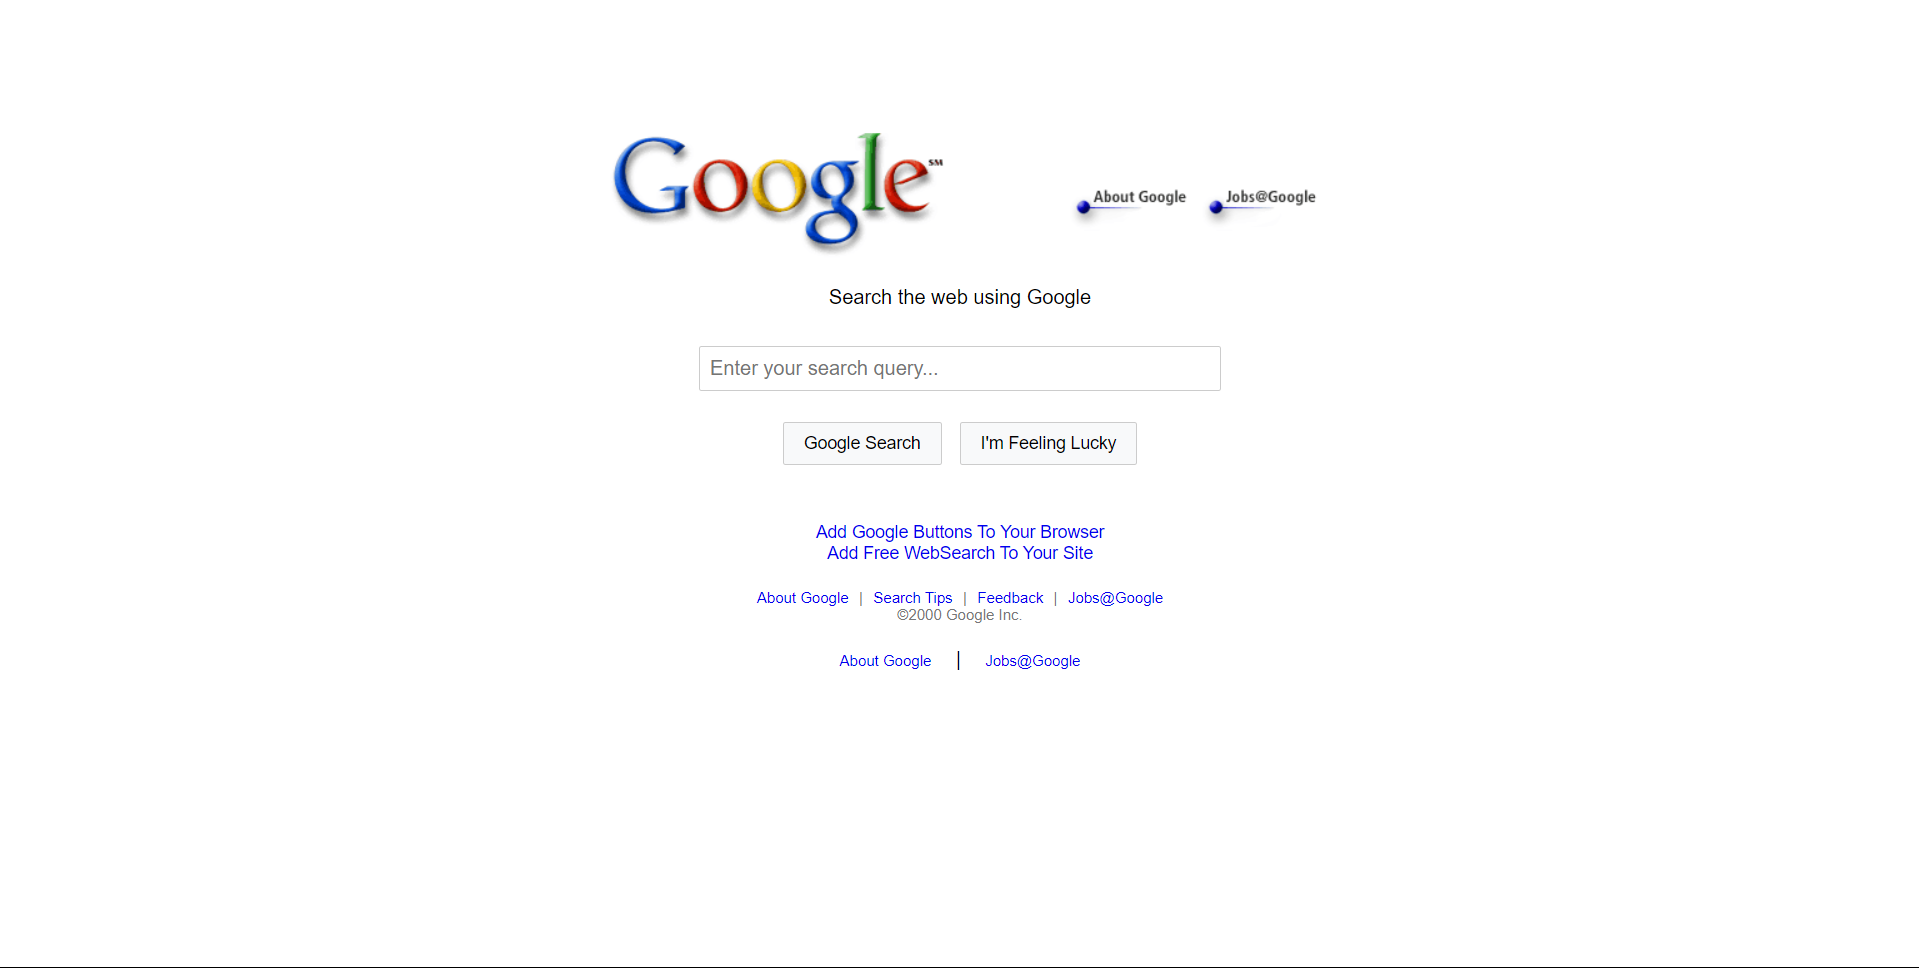 Google℠
About Google Jobs@Google
Search the web using Google
Enter your search query...
Google Search I'm Feeling Lucky
Add Google Buttons To Your Browser
Add Free WebSearch To Your Site
About Google | Search Tips | Feedback | Jobs@Google
©2000 Google Inc.
About Google | Jobs@Google